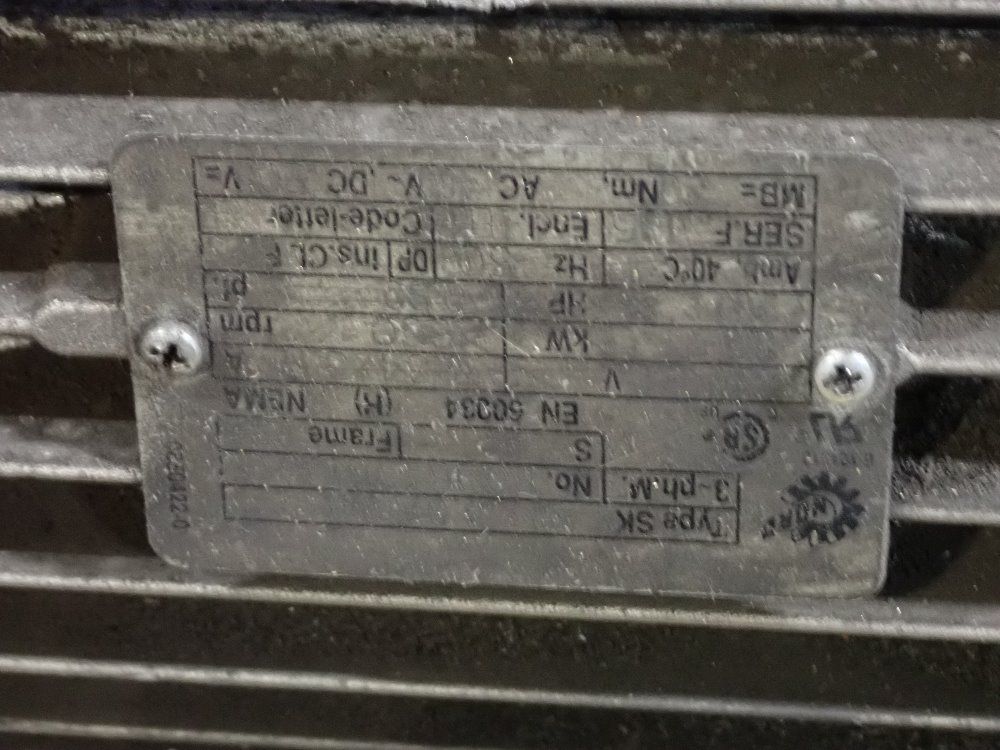 NORD
Type SK
3~ph.M. No.
S Frame
EN 60034 (H) NEMA
V A
kW rpm
HP pf.
Amb. 40°C Hz DP ins.Cl. F
SER.F Encl. Code-letter
MB= Nm, AC V~, DC V=